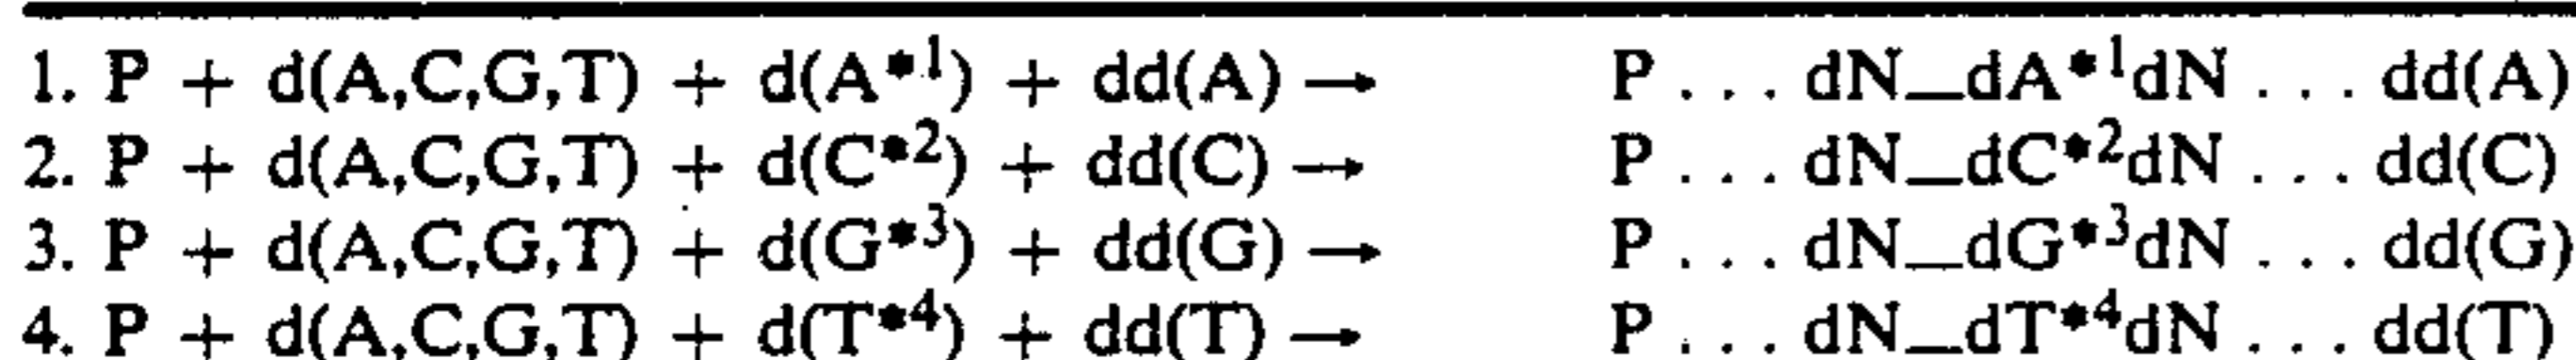 1. P + d(A,C,G,T) + d(A*1) + dd(A) → P . . . dN_dA*1dN . . . dd(A)
2. P + d(A,C,G,T) + d(C*2) + dd(C) → P . . . dN_dC*2dN . . . dd(C)
3. P + d(A,C,G,T) + d(G*3) + dd(G) → P . . . dN_dG*3dN . . . dd(G)
4. P + d(A,C,G,T) + d(T*4) + dd(T) → P . . . dN_dT*4dN . . . dd(T)